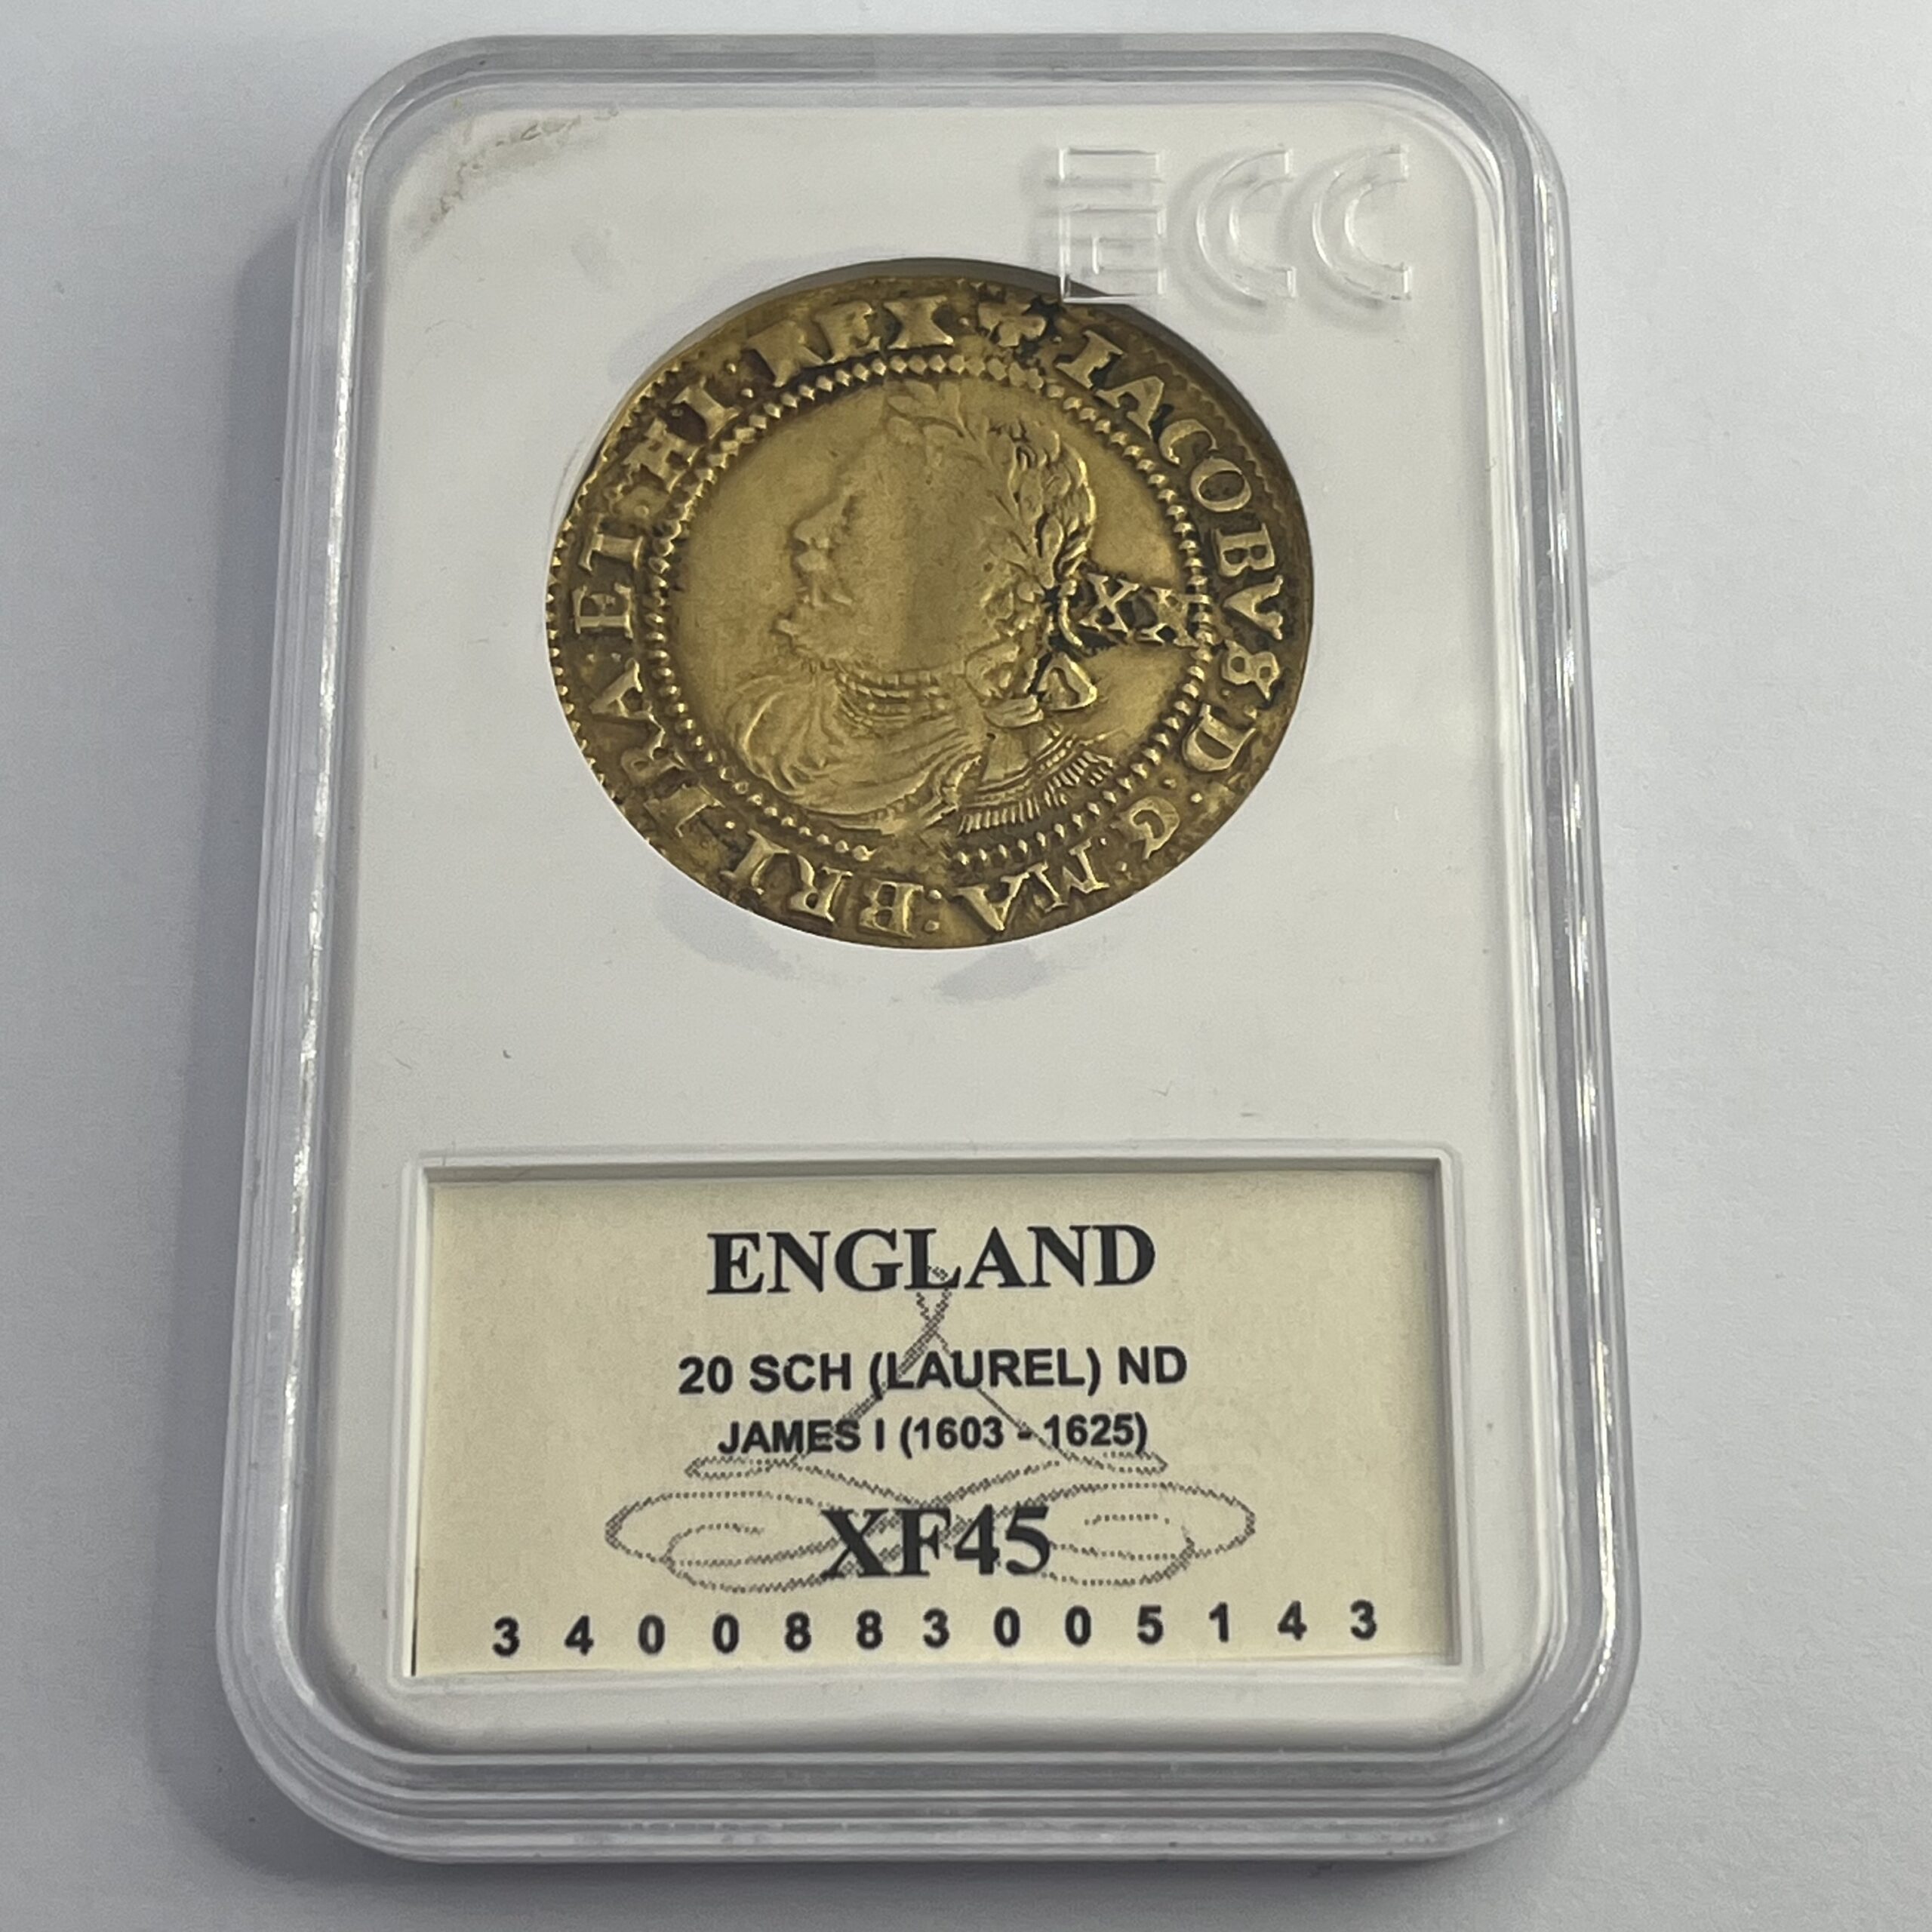 ECC
IACOBVS·D:G:MA:BRI·FRA·ET·HI·REX·
XX
ENGLAND
20 SCH (LAUREL) ND
JAMES I (1603 - 1625)
XF45
3400883005143